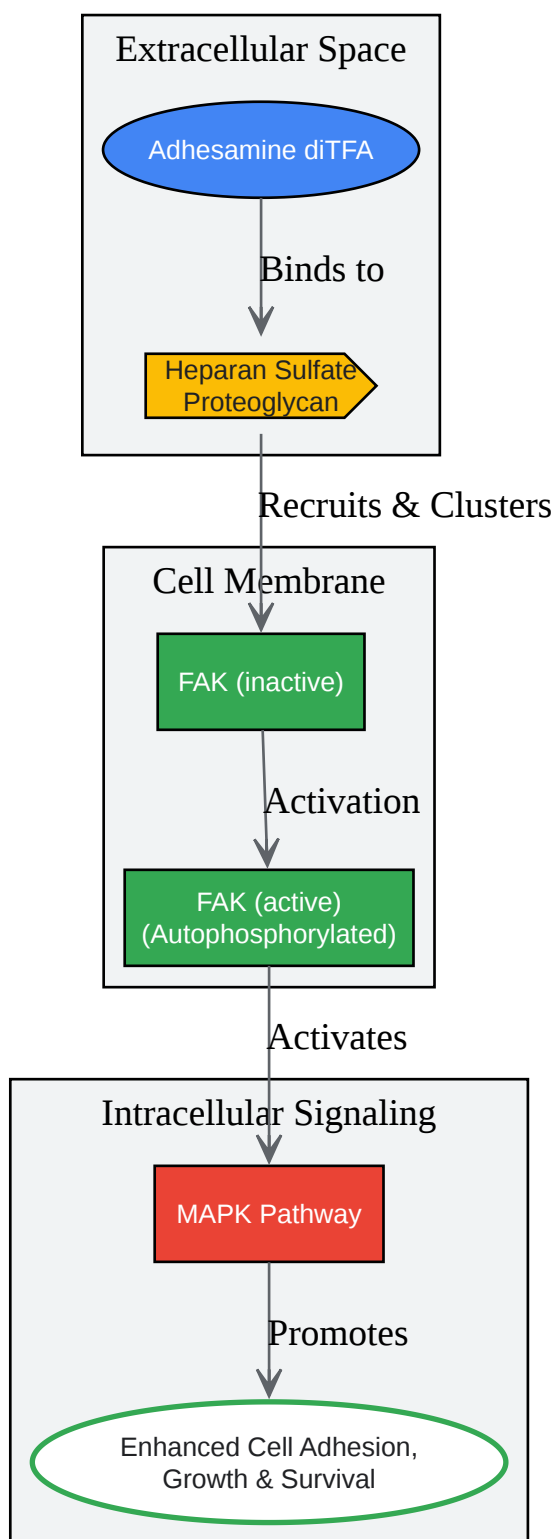 Extracellular Space
Adhesamine diTFA
Binds to
Heparan Sulfate
Proteoglycan
Recruits & Clusters
Cell Membrane
FAK (inactive)
Activation
FAK (active)
(Autophosphorylated)
Activates
Intracellular Signaling
MAPK Pathway
Promotes
Enhanced Cell Adhesion,
Growth & Survival